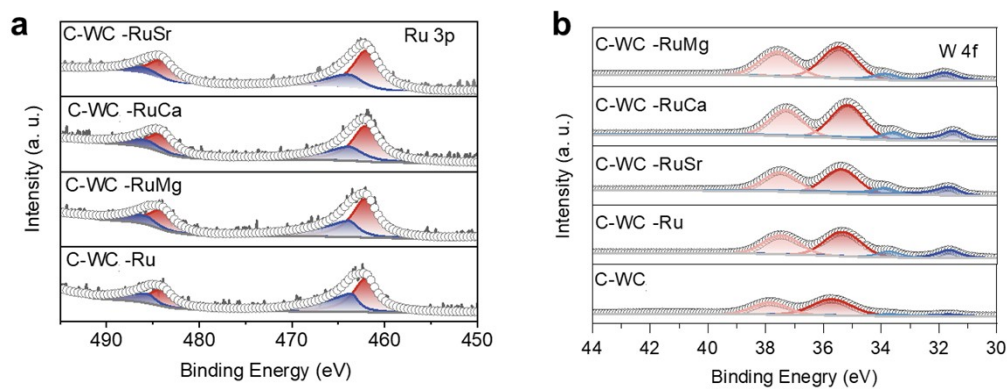 a
C-WC -RuSr
Ru 3p
C-WC -RuCa
C-WC -RuMg
C-WC -Ru
Intensity (a. u.)
490 480 470 460 450
Binding Energy (eV)
b
C-WC -RuMg
W 4f
C-WC -RuCa
C-WC -RuSr
C-WC -Ru
C-WC
Intensity (a. u.)
44 42 40 38 36 34 32 30
Binding Enegry (eV)